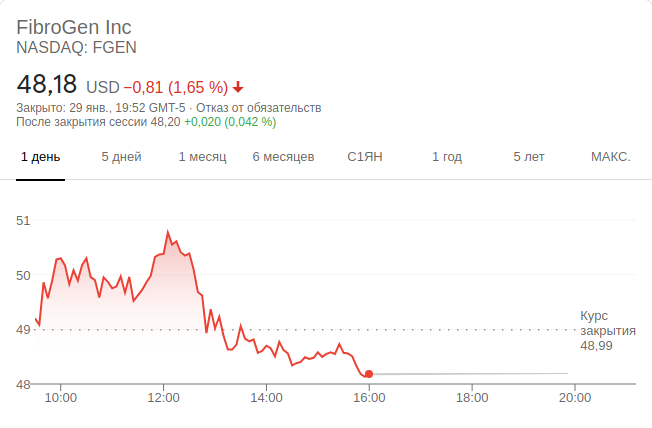 FibroGen Inc
NASDAQ: FGEN
48,18 USD −0,81 (1,65 %)
Закрыто: 29 янв., 19:52 GMT-5 · Отказ от обязательств
После закрытия сессии 48,20 +0,020 (0,042 %)
1 день 5 дней 1 месяц 6 месяцев С1ЯН 1 год 5 лет МАКС.
51
50
49
48
Курс
закрытия
48,99
10:00 12:00 14:00 16:00 18:00 20:00